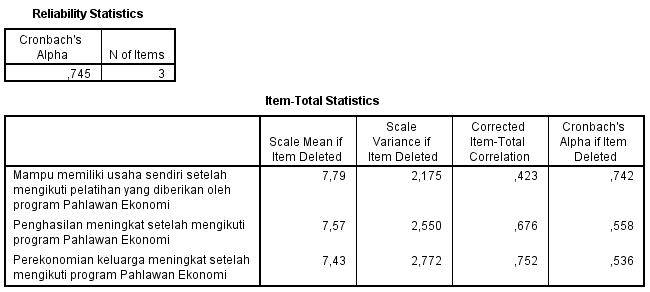 Reliability Statistics
Cronbach's
Alpha N of Items
,745 3
Item-Total Statistics
Scale Mean if
Item Deleted
Scale
Variance if
Item Deleted
Corrected
Item-Total
Correlation
Cronbach's
Alpha if Item
Deleted
Mampu memiliki usaha sendiri setelah
mengikuti pelatihan yang diberikan oleh
program Pahlawan Ekonomi
7,79 2,175 ,423 ,742
Penghasilan meningkat setelah mengikuti
program Pahlawan Ekonomi
7,57 2,550 ,676 ,558
Perekonomian keluarga meningkat setelah
mengikuti program Pahlawan Ekonomi
7,43 2,772 ,752 ,536